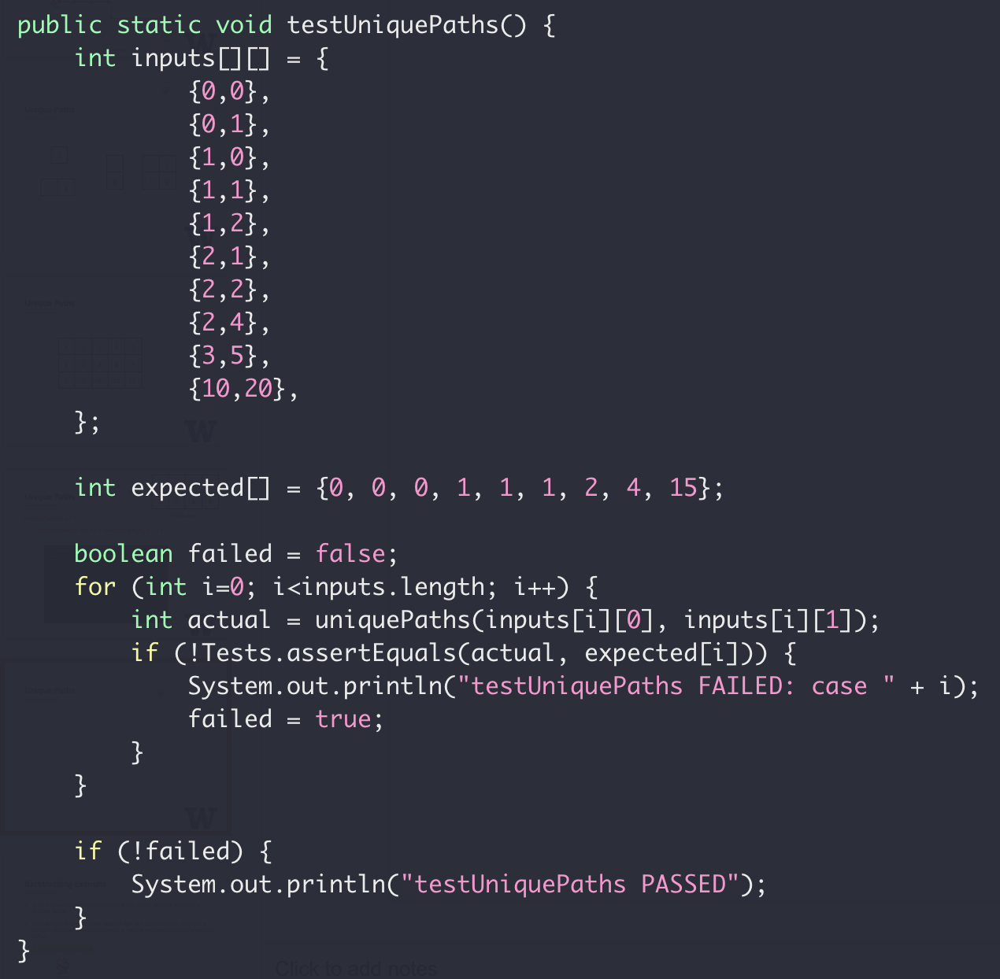 public static void testUniquePaths() {
    int inputs[][] = {
            {0,0},
            {0,1},
            {1,0},
            {1,1},
            {1,2},
            {2,1},
            {2,2},
            {2,4},
            {3,5},
            {10,20},
    };

    int expected[] = {0, 0, 0, 1, 1, 1, 2, 4, 15};

    boolean failed = false;
    for (int i=0; i<inputs.length; i++) {
        int actual = uniquePaths(inputs[i][0], inputs[i][1]);
        if (!Tests.assertEquals(actual, expected[i])) {
            System.out.println("testUniquePaths FAILED: case " + i);
            failed = true;
        }
    }

    if (!failed) {
        System.out.println("testUniquePaths PASSED");
    }
}
Click to add notes